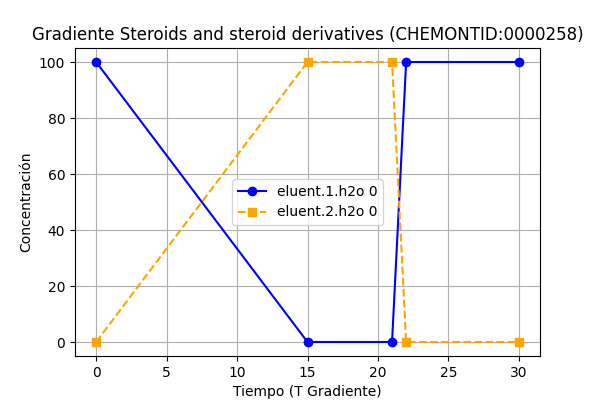 Gradiente Steroids and steroid derivatives (CHEMONTID:0000258)
100
80
60
40
20
0
Concentración
eluent.1.h2o 0
eluent.2.h2o 0
0 5 10 15 20 25 30
Tiempo (T Gradiente)